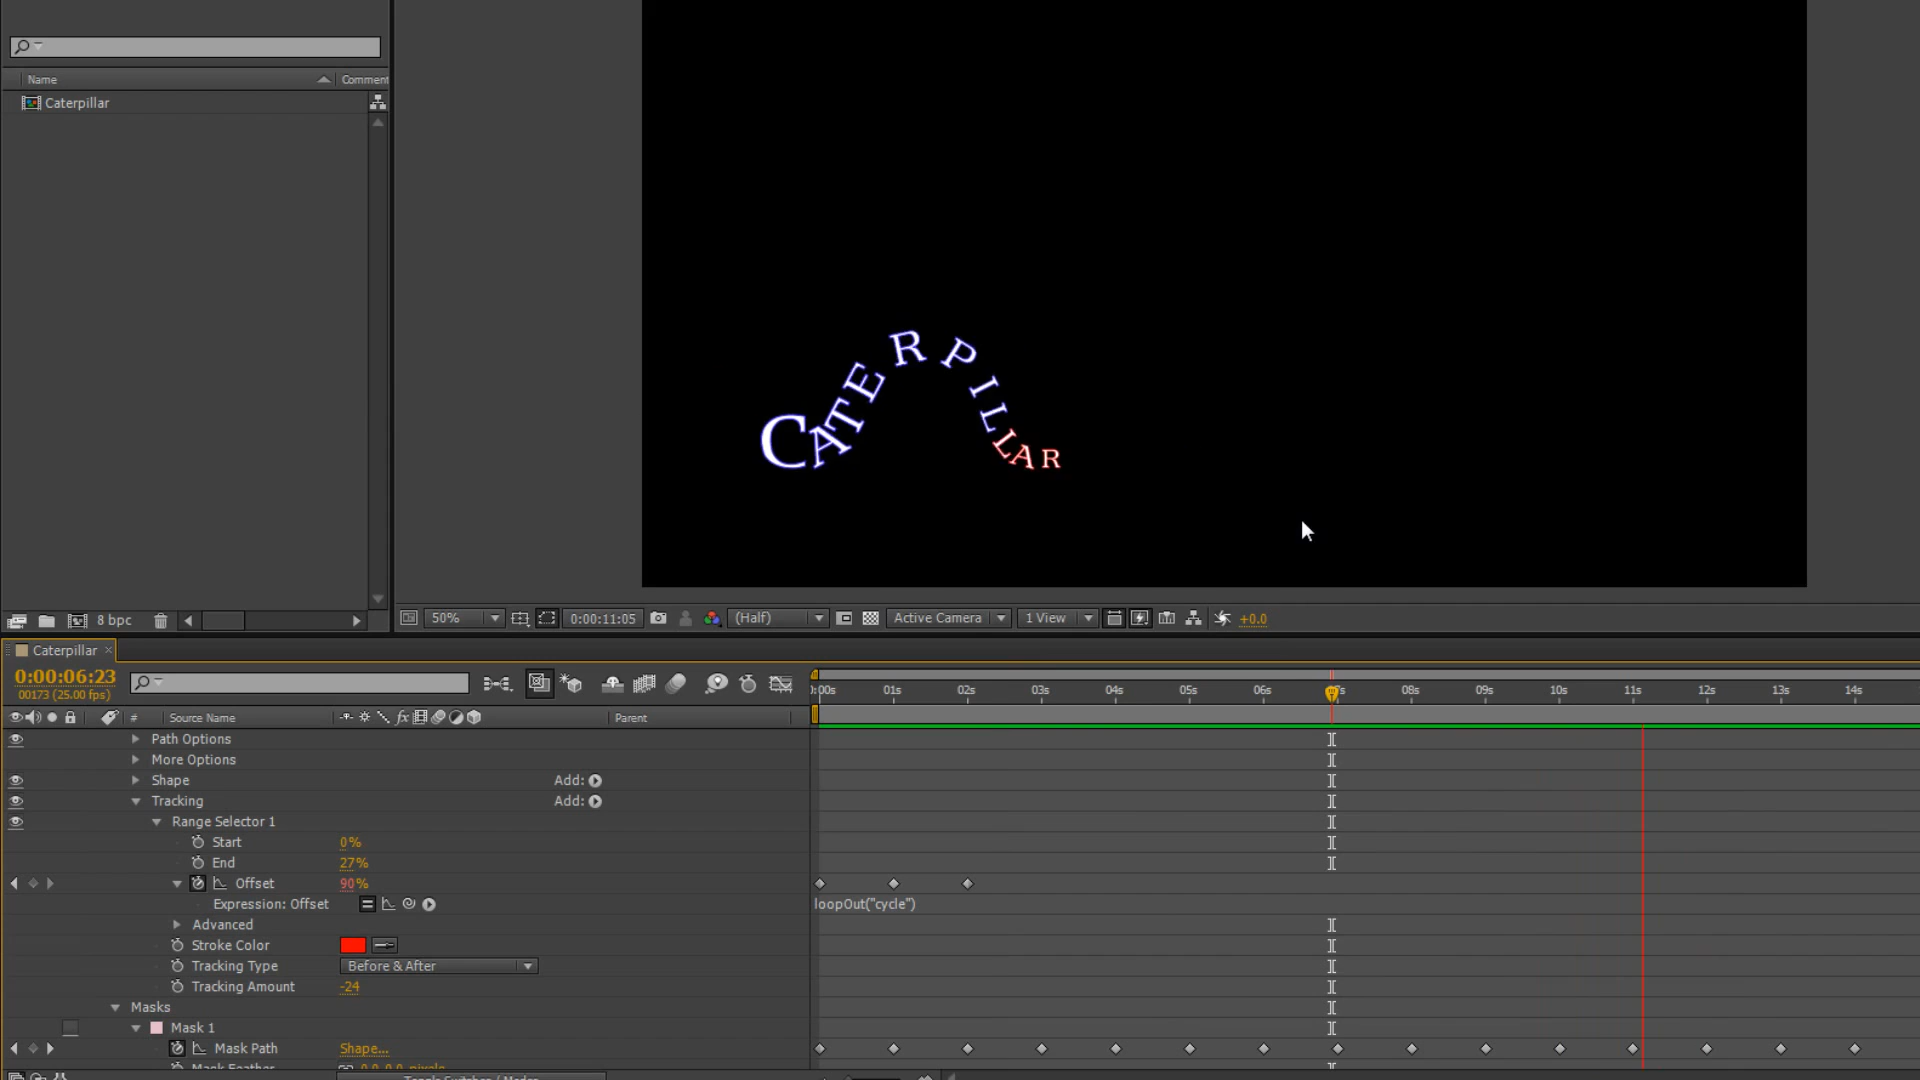 Name Comment
Caterpillar
CATERPILLAR
8 bpc
50% 0:00:11:05 (Half) Active Camera 1 View +0.0
Caterpillar ×
0:00:06:23
00173 (25.00 fps)
01s 02s 03s 04s 05s 06s 08s 09s 10s 11s 12s 13s 14s
# Source Name fx Parent
Path Options
More Options
Shape Add:
Tracking Add:
Range Selector 1
Start 0%
End 27%
Offset 90%
Expression: Offset loopOut("cycle")
Advanced
Stroke Color
Tracking Type Before & After
Tracking Amount -24
Masks
Mask 1
Mask Path Shape...
Mask Feather